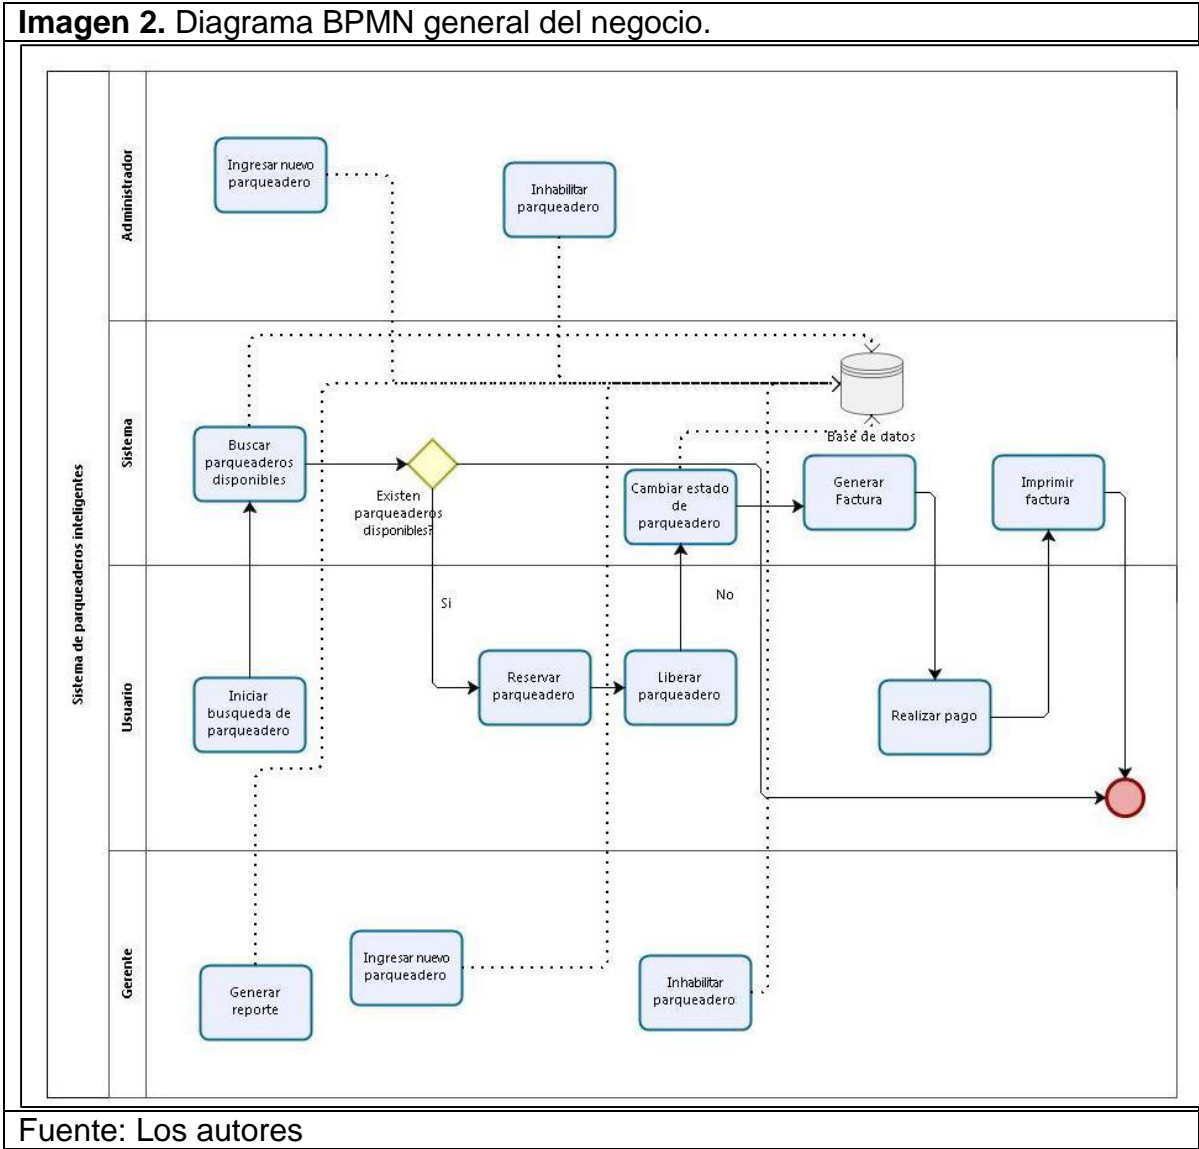 Imagen 2. Diagrama BPMN general del negocio.
Sistema de parqueaderos inteligentes
Administrador
Ingresar nuevo
parqueadero
Inhabilitar
parqueadero
Sistema
Buscar
parqueaderos
disponibles
Existen
parqueaderos
disponibles?
Base de datos
Cambiar estado
de
parqueadero
Generar
Factura
Imprimir
factura
Usuario
Si
No
Iniciar
busqueda de
parqueadero
Reservar
parqueadero
Liberar
parqueadero
Realizar pago
Gerente
Generar
reporte
Ingresar nuevo
parqueadero
Inhabilitar
parqueadero
Fuente: Los autores